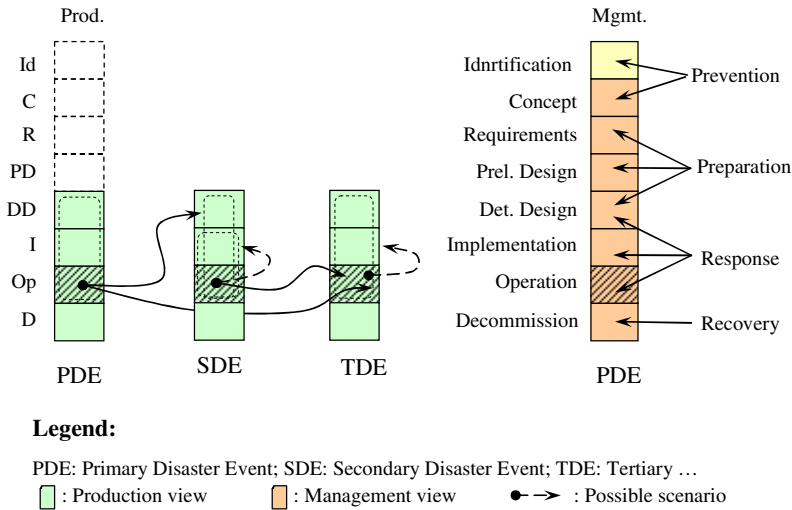 Prod.
Mgmt.
Id
C
R
PD
DD
I
Op
D
PDE
SDE
TDE
Idnrtification
Concept
Requirements
Prel. Design
Det. Design
Implementation
Operation
Decommission
PDE
Prevention
Preparation
Response
Recovery
Legend:
PDE: Primary Disaster Event; SDE: Secondary Disaster Event; TDE: Tertiary …
: Production view : Management view : Possible scenario